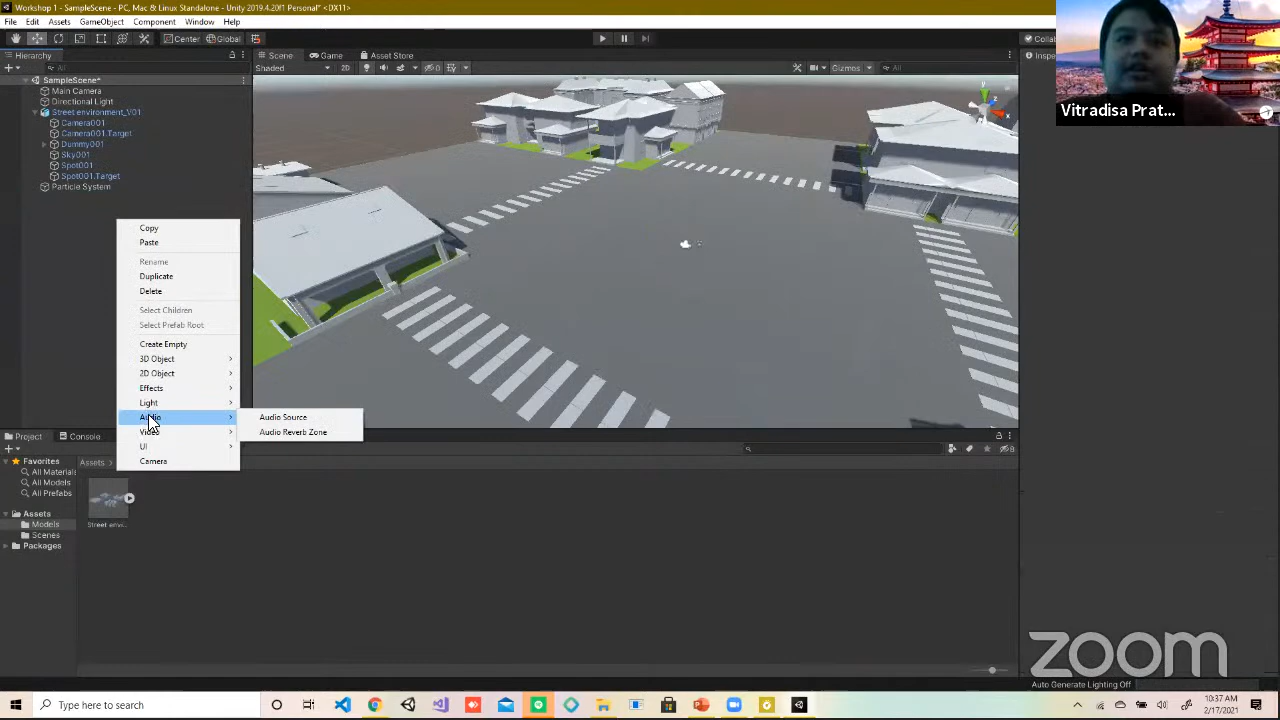 Workshop 1 - SampleScene - PC, Mac & Linux Standalone - Unity 2019.4.20f1 Personal* <DX11>
File Edit Assets GameObject Component Window Help
Center Global
Hierarchy
Scene Game Asset Store
Shaded 2D 0 Gizmos All
All
SampleScene*
Main Camera
Directional Light
Street environment_V01
Camera001
Camera001.Target
Dummy001
Sky001
Spot001
Spot001.Target
Particle System
y
z
x
Copy
Paste
Rename
Duplicate
Delete
Select Children
Select Prefab Root
Create Empty
3D Object
2D Object
Effects
Light
Audio
Video
UI
Camera
Audio Source
Audio Reverb Zone
Vitradisa Prat...
Project Console
Favorites
All Materials
All Models
All Prefabs
Assets
Models
Scenes
Packages
Assets
Street envi...
8
zoom
Auto Generate Lighting Off
Type here to search
10:37 AM
2/17/2021